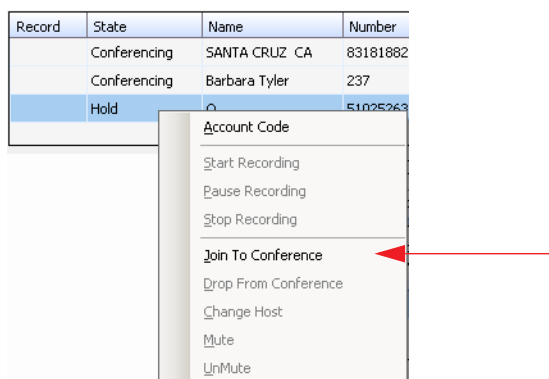 Record State Name Number
Conferencing SANTA CRUZ CA 83181882
Conferencing Barbara Tyler 237
Hold 51025263
Account Code
Start Recording
Pause Recording
Stop Recording
Join To Conference
Drop From Conference
Change Host
Mute
UnMute